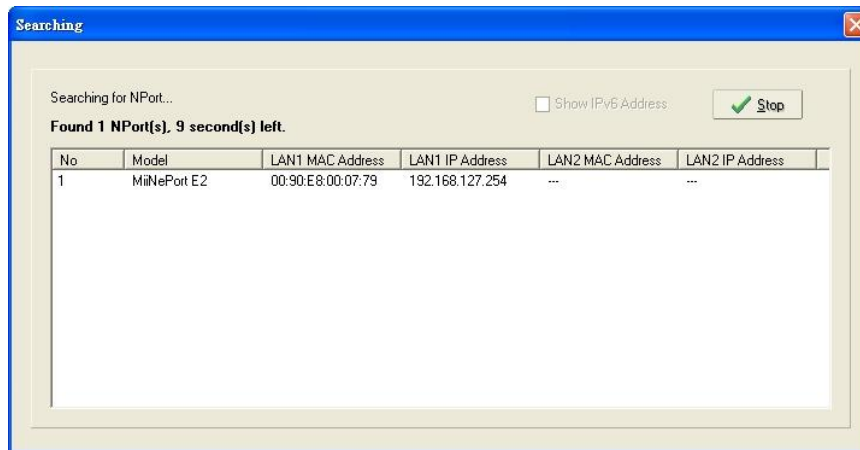 Searching
Searching for NPort...
Show IPv6 Address
Stop
Found 1 NPort(s), 9 second(s) left.
No Model LAN1 MAC Address LAN1 IP Address LAN2 MAC Address LAN2 IP Address
1 MiiNePort E2 00:90:E8:00:07:79 192.168.127.254 --- ---